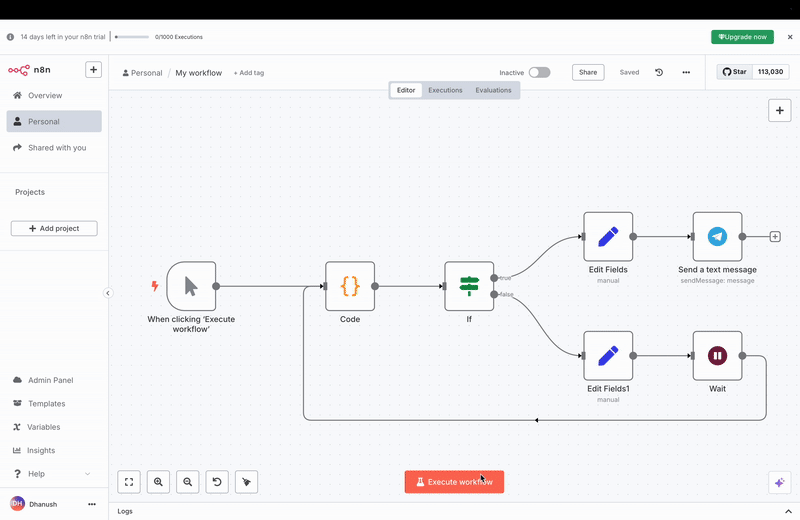 14 days left in your n8n trial 0/1000 Executions Upgrade now
n8n
Personal / My workflow + Add tag Inactive Share Saved Star 113,030
Editor Executions Evaluations
Overview
Personal
Shared with you
Projects
Add project
When clicking ‘Execute
workflow’
Code
If
true
false
Edit Fields
manual
Send a text message
sendMessage: message
Edit Fields1
manual
Wait
Admin Panel
Templates
Variables
Insights
Help
DH Dhanush
Execute workflow
Logs